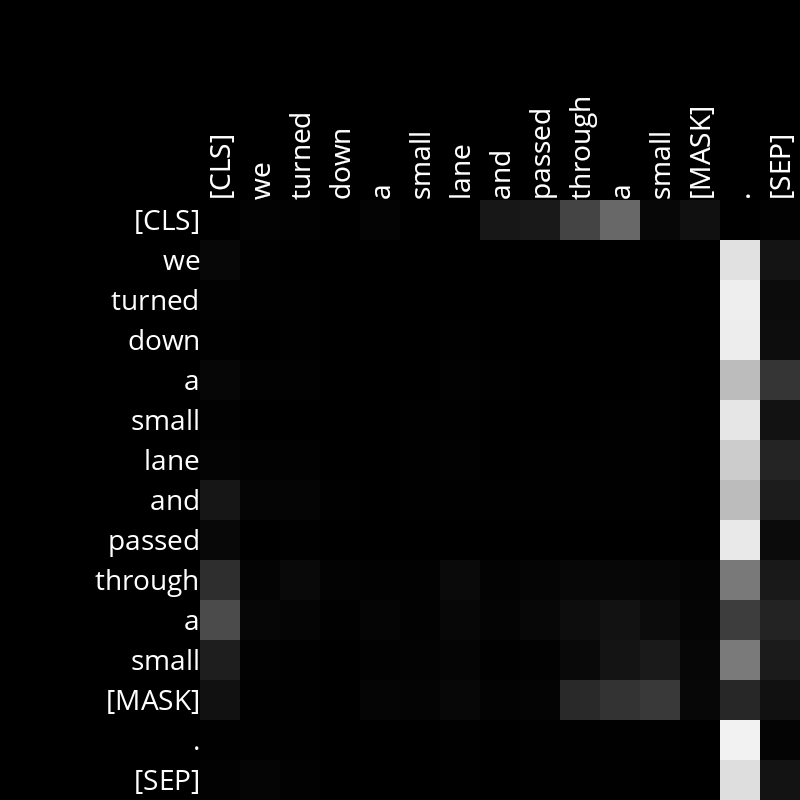 [CLS] we turned down a small lane and passed through a small [MASK] . [SEP]
[CLS]
we
turned
down
a
small
lane
and
passed
through
a
small
[MASK]
.
[SEP]